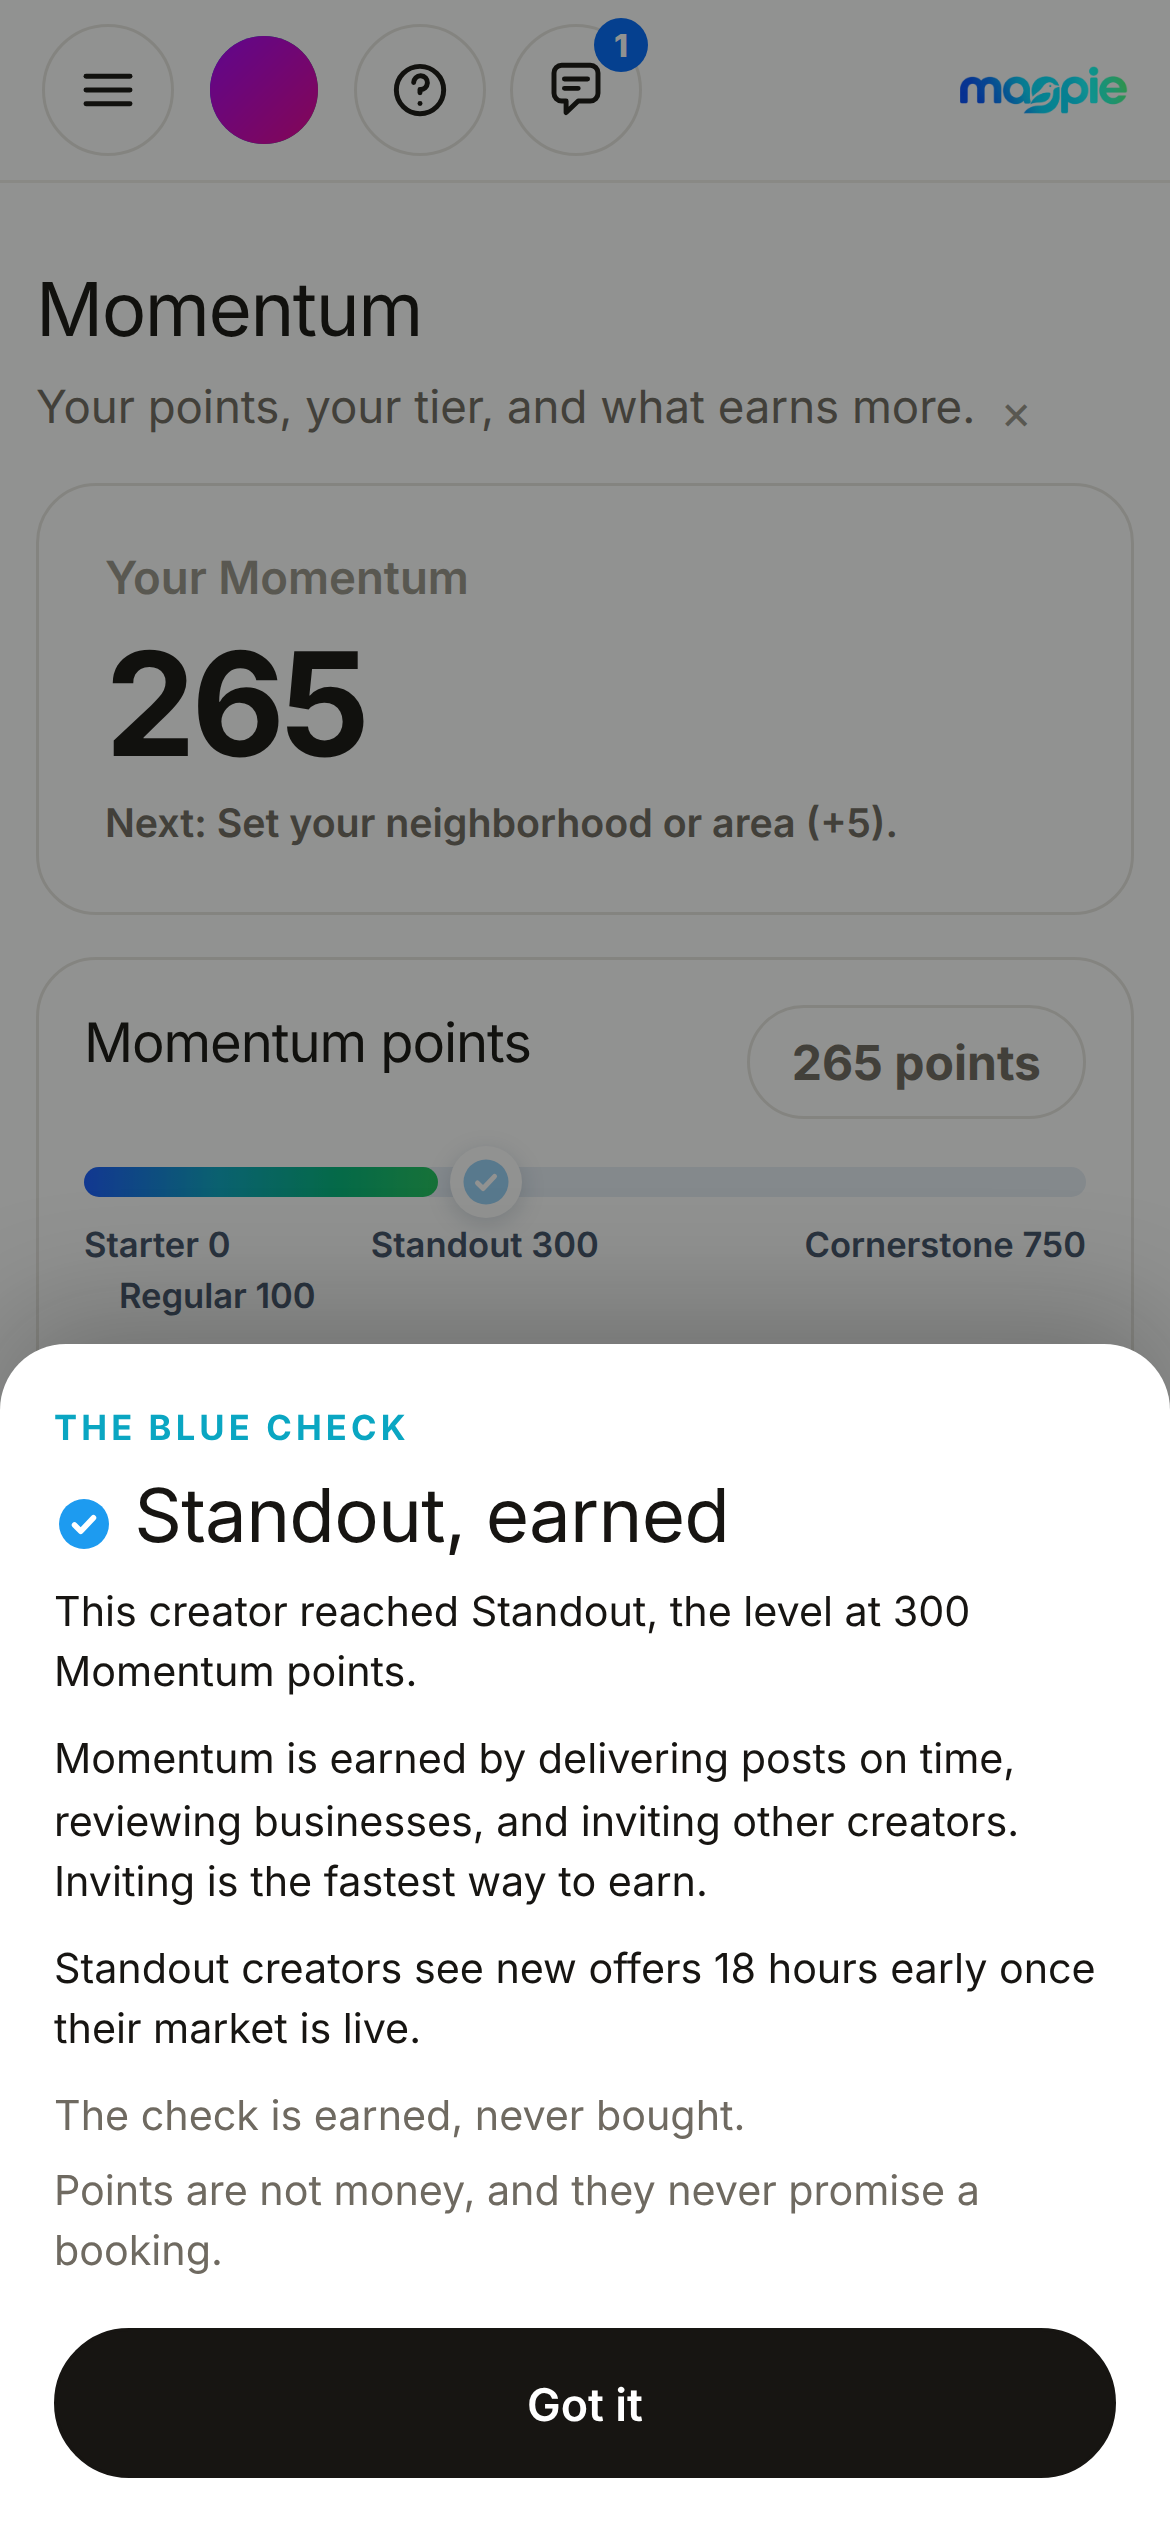 1
magpie
Momentum
Your points, your tier, and what earns more. ×
Your Momentum
265
Next: Set your neighborhood or area (+5).
Momentum points
265 points
Starter 0
Standout 300
Cornerstone 750
Regular 100
THE BLUE CHECK
Standout, earned
This creator reached Standout, the level at 300
Momentum points.
Momentum is earned by delivering posts on time,
reviewing businesses, and inviting other creators.
Inviting is the fastest way to earn.
Standout creators see new offers 18 hours early once
their market is live.
The check is earned, never bought.
Points are not money, and they never promise a
booking.
Got it